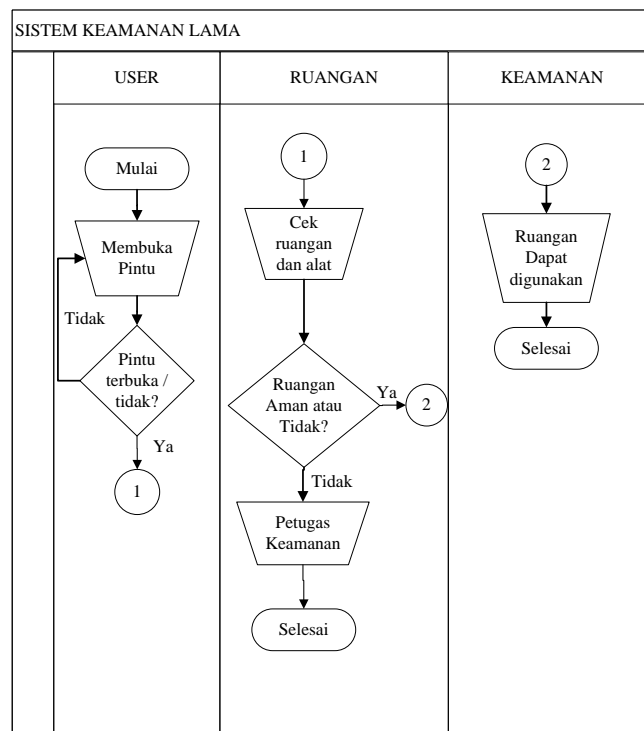 SISTEM KEAMANAN LAMA
USER
RUANGAN
KEAMANAN
Mulai
Membuka
Pintu
Tidak
Pintu
terbuka /
tidak?
Ya
1
1
Cek
ruangan
dan alat
Ruangan
Aman atau
Tidak?
Ya
2
Tidak
Petugas
Keamanan
Selesai
2
Ruangan
Dapat
digunakan
Selesai